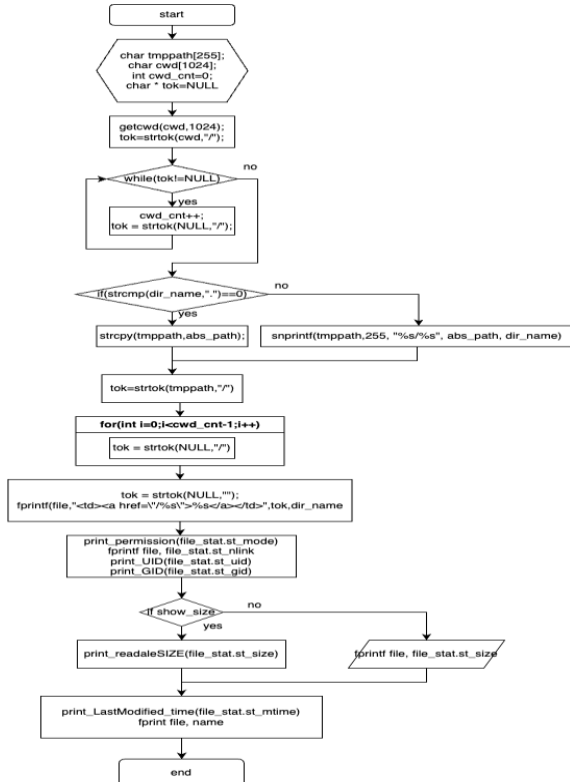 start
char tmppath[255];
char cwd[1024];
int cwd_cnt=0;
char * tok=NULL
getcwd(cwd,1024);
tok=strtok(cwd,"/");
no
while(tok!=NULL)
yes
cwd_cnt++;
tok = strtok(NULL,"/");
if(strcmp(dir_name,".")==0)
no
yes
strcpy(tmppath,abs_path);
snprintf(tmppath,255, "%s/%s", abs_path, dir_name)
tok=strtok(tmppath,"/")
for(int i=0;i<cwd_cnt-1;i++)
tok = strtok(NULL,"/")
tok = strtok(NULL,"");
fprintf(file,"<td><a href=\"/%s\">%s</a></td>",tok,dir_name
print_permission(file_stat.st_mode)
fprintf file, file_stat.st_nlink
print_UID(file_stat.st_uid)
print_GID(file_stat.st_gid)
if show_size
no
yes
print_readaleSIZE(file_stat.st_size)
fprintf file, file_stat.st_size
print_LastModified_time(file_stat.st_mtime)
fprint file, name
end